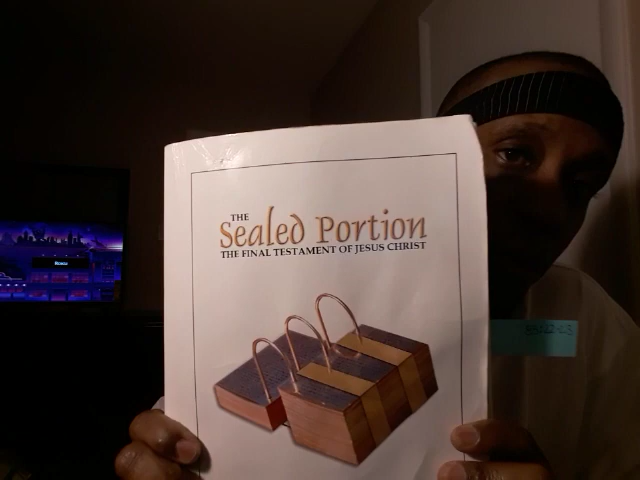 THE
Sealed Portion
THE FINAL TESTAMENT OF JESUS CHRIST